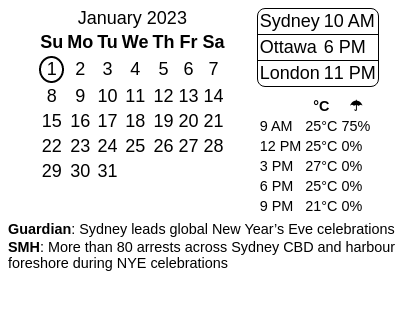 January 2023
Su Mo Tu We Th Fr Sa
1 2 3 4 5 6 7
8 9 10 11 12 13 14
15 16 17 18 19 20 21
22 23 24 25 26 27 28
29 30 31
Sydney 10 AM
Ottawa 6 PM
London 11 PM
°C ☂
9 AM 25°C 75%
12 PM 25°C 0%
3 PM 27°C 0%
6 PM 25°C 0%
9 PM 21°C 0%
Guardian: Sydney leads global New Year’s Eve celebrations
SMH: More than 80 arrests across Sydney CBD and harbour
foreshore during NYE celebrations